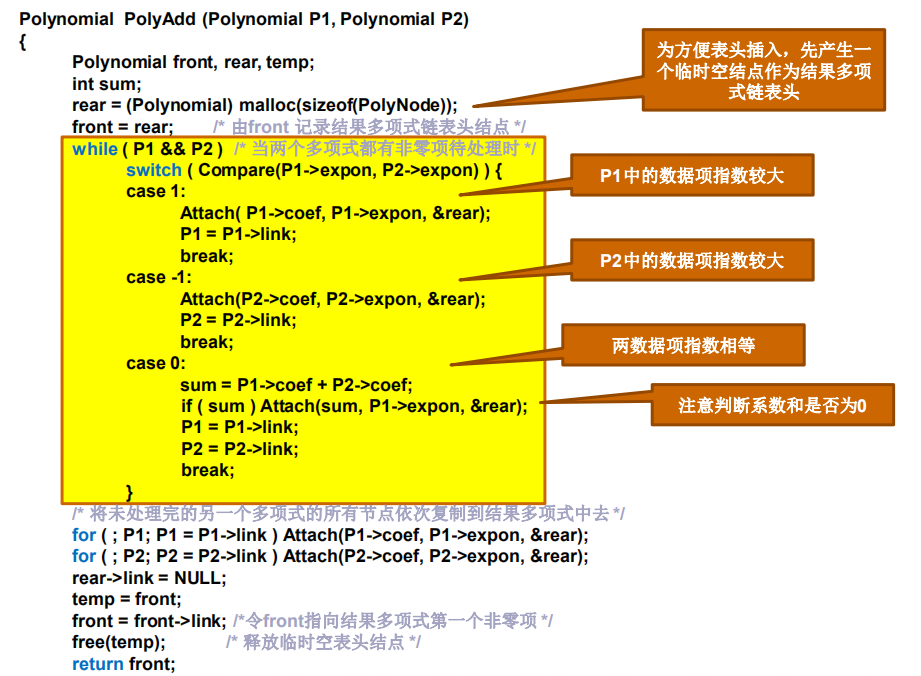 Polynomial PolyAdd (Polynomial P1, Polynomial P2)
{
Polynomial front, rear, temp;
int sum;
rear = (Polynomial) malloc(sizeof(PolyNode));
front = rear; /* 由front 记录结果多项式链表头结点 */
为方便表头插入，先产生一
个临时空结点作为结果多项
式链表头
while ( P1 && P2 ) /* 当两个多项式都有非零项待处理时 */
switch ( Compare(P1->expon, P2->expon) ) {
case 1:
P1中的数据项指数较大
Attach( P1->coef, P1->expon, &rear);
P1 = P1->link;
break;
case -1:
P2中的数据项指数较大
Attach(P2->coef, P2->expon, &rear);
P2 = P2->link;
break;
case 0:
两数据项指数相等
sum = P1->coef + P2->coef;
if ( sum ) Attach(sum, P1->expon, &rear);
注意判断系数和是否为0
P1 = P1->link;
P2 = P2->link;
break;
}
/* 将未处理完的另一个多项式的所有节点依次复制到结果多项式中去 */
for ( ; P1; P1 = P1->link ) Attach(P1->coef, P1->expon, &rear);
for ( ; P2; P2 = P2->link ) Attach(P2->coef, P2->expon, &rear);
rear->link = NULL;
temp = front;
front = front->link; /*令front指向结果多项式第一个非零项 */
free(temp); /* 释放临时空表头结点 */
return front;